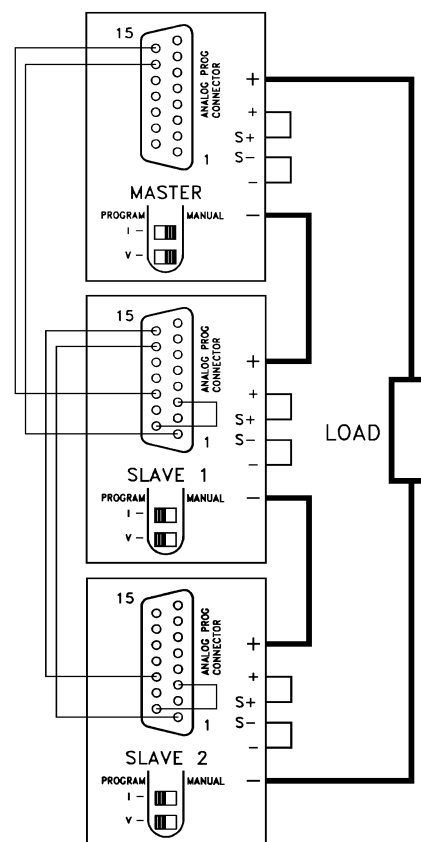 15
ANALOG PROG
CONNECTOR
1
+
+
S+
S-
-
-
MASTER
PROGRAM
MANUAL
I -
V -
15
ANALOG PROG
CONNECTOR
1
+
+
S+
S-
-
-
SLAVE 1
PROGRAM
MANUAL
I -
V -
LOAD
15
ANALOG PROG
CONNECTOR
1
+
+
S+
S-
-
-
SLAVE 2
PROGRAM
MANUAL
I -
V -